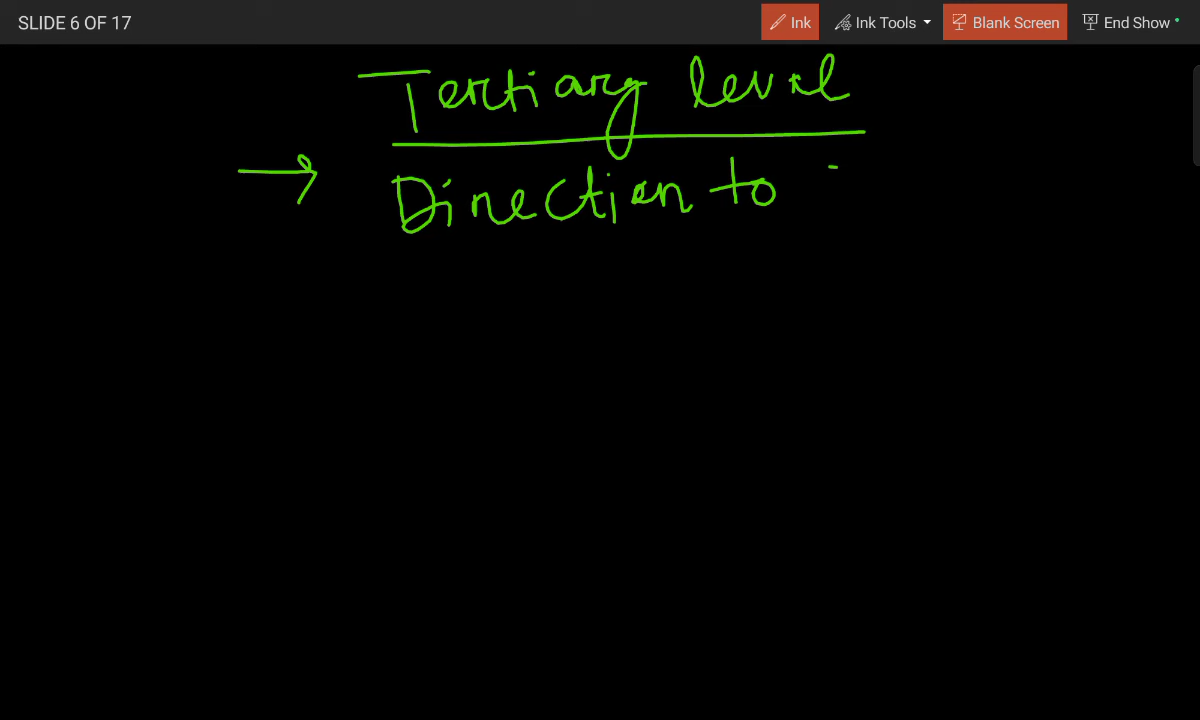 SLIDE 6 OF 17 Ink Ink Tools Blank Screen End Show
Tertiary level
Direction to